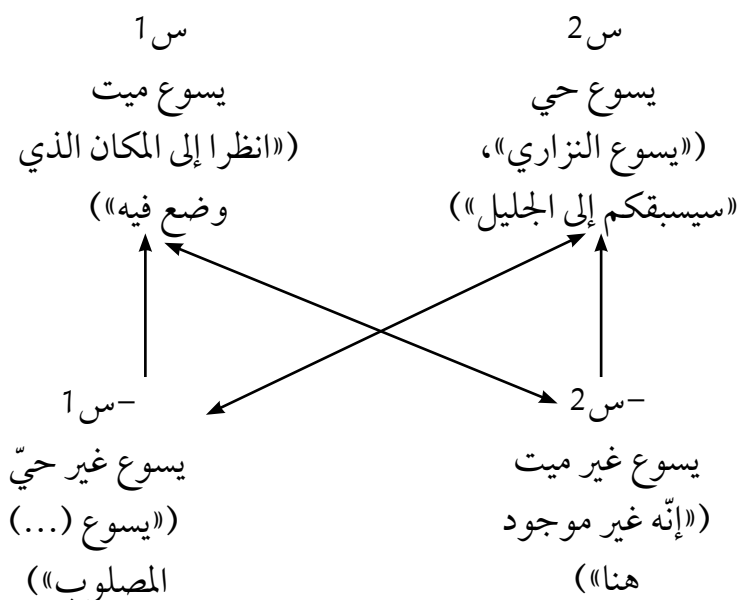 س2
يسوع حي
(«يسوع النزاري»،
«سيسبقكم إلى الجليل»)
س1
يسوع ميت
(«انظرا إلى المكان الذي
وضع فيه»)
–س2
يسوع غير ميت
(«إنّه غير موجود
هنا»)
–س1
يسوع غير حيّ
(«يسوع (...)
المصلوب»)